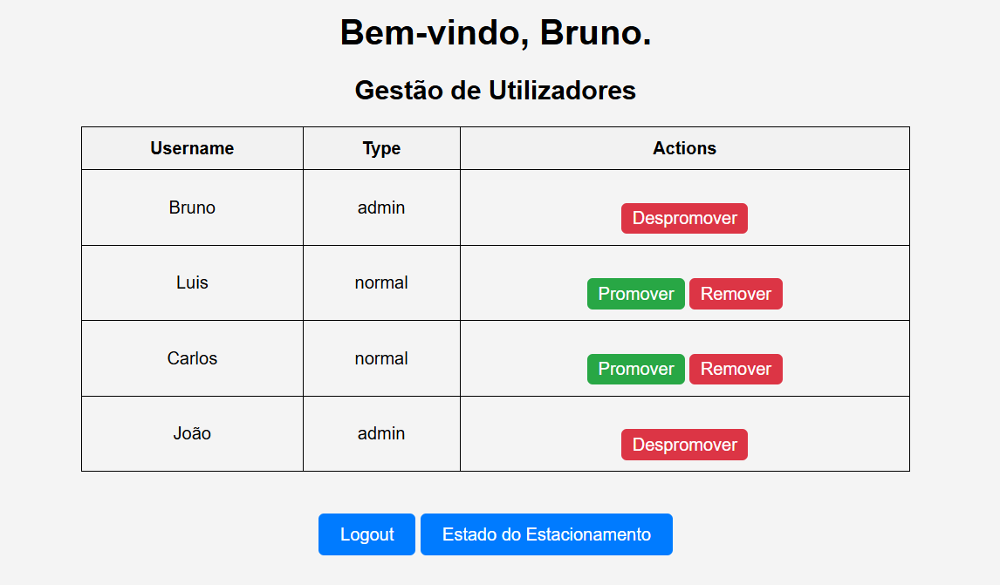 Bem-vindo, Bruno.
Gestão de Utilizadores
Username Type Actions
Bruno admin Despromover
Luis normal Promover Remover
Carlos normal Promover Remover
João admin Despromover
Logout Estado do Estacionamento